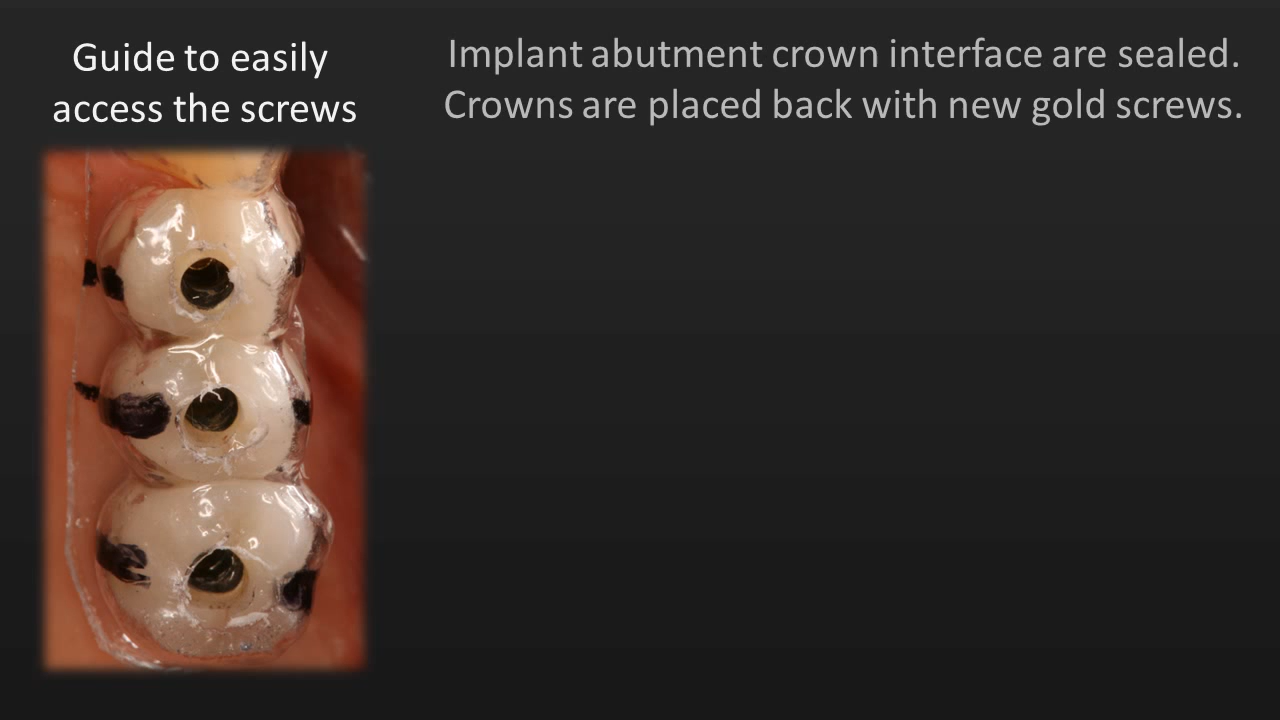 Guide to easily
access the screws
Implant abutment crown interface are sealed.
Crowns are placed back with new gold screws.